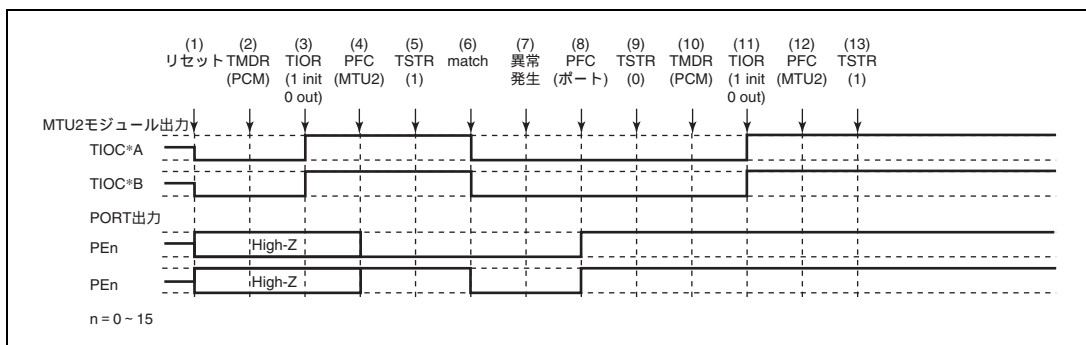 (1) (2) (3) (4) (5) (6) (7) (8) (9) (10) (11) (12) (13)
リセット TMDR TIOR PFC TSTR match 異常 PFC TSTR TMDR TIOR PFC TSTR
(PCM) (1 init (MTU2) (1) 発生 (ポート) (0) (PCM) (1 init (MTU2) (1)
0 out) 0 out)
MTU2モジュール出力
TIOC*A
TIOC*B
PORT出力
PEn High-Z
PEn High-Z
n = 0 ~ 15